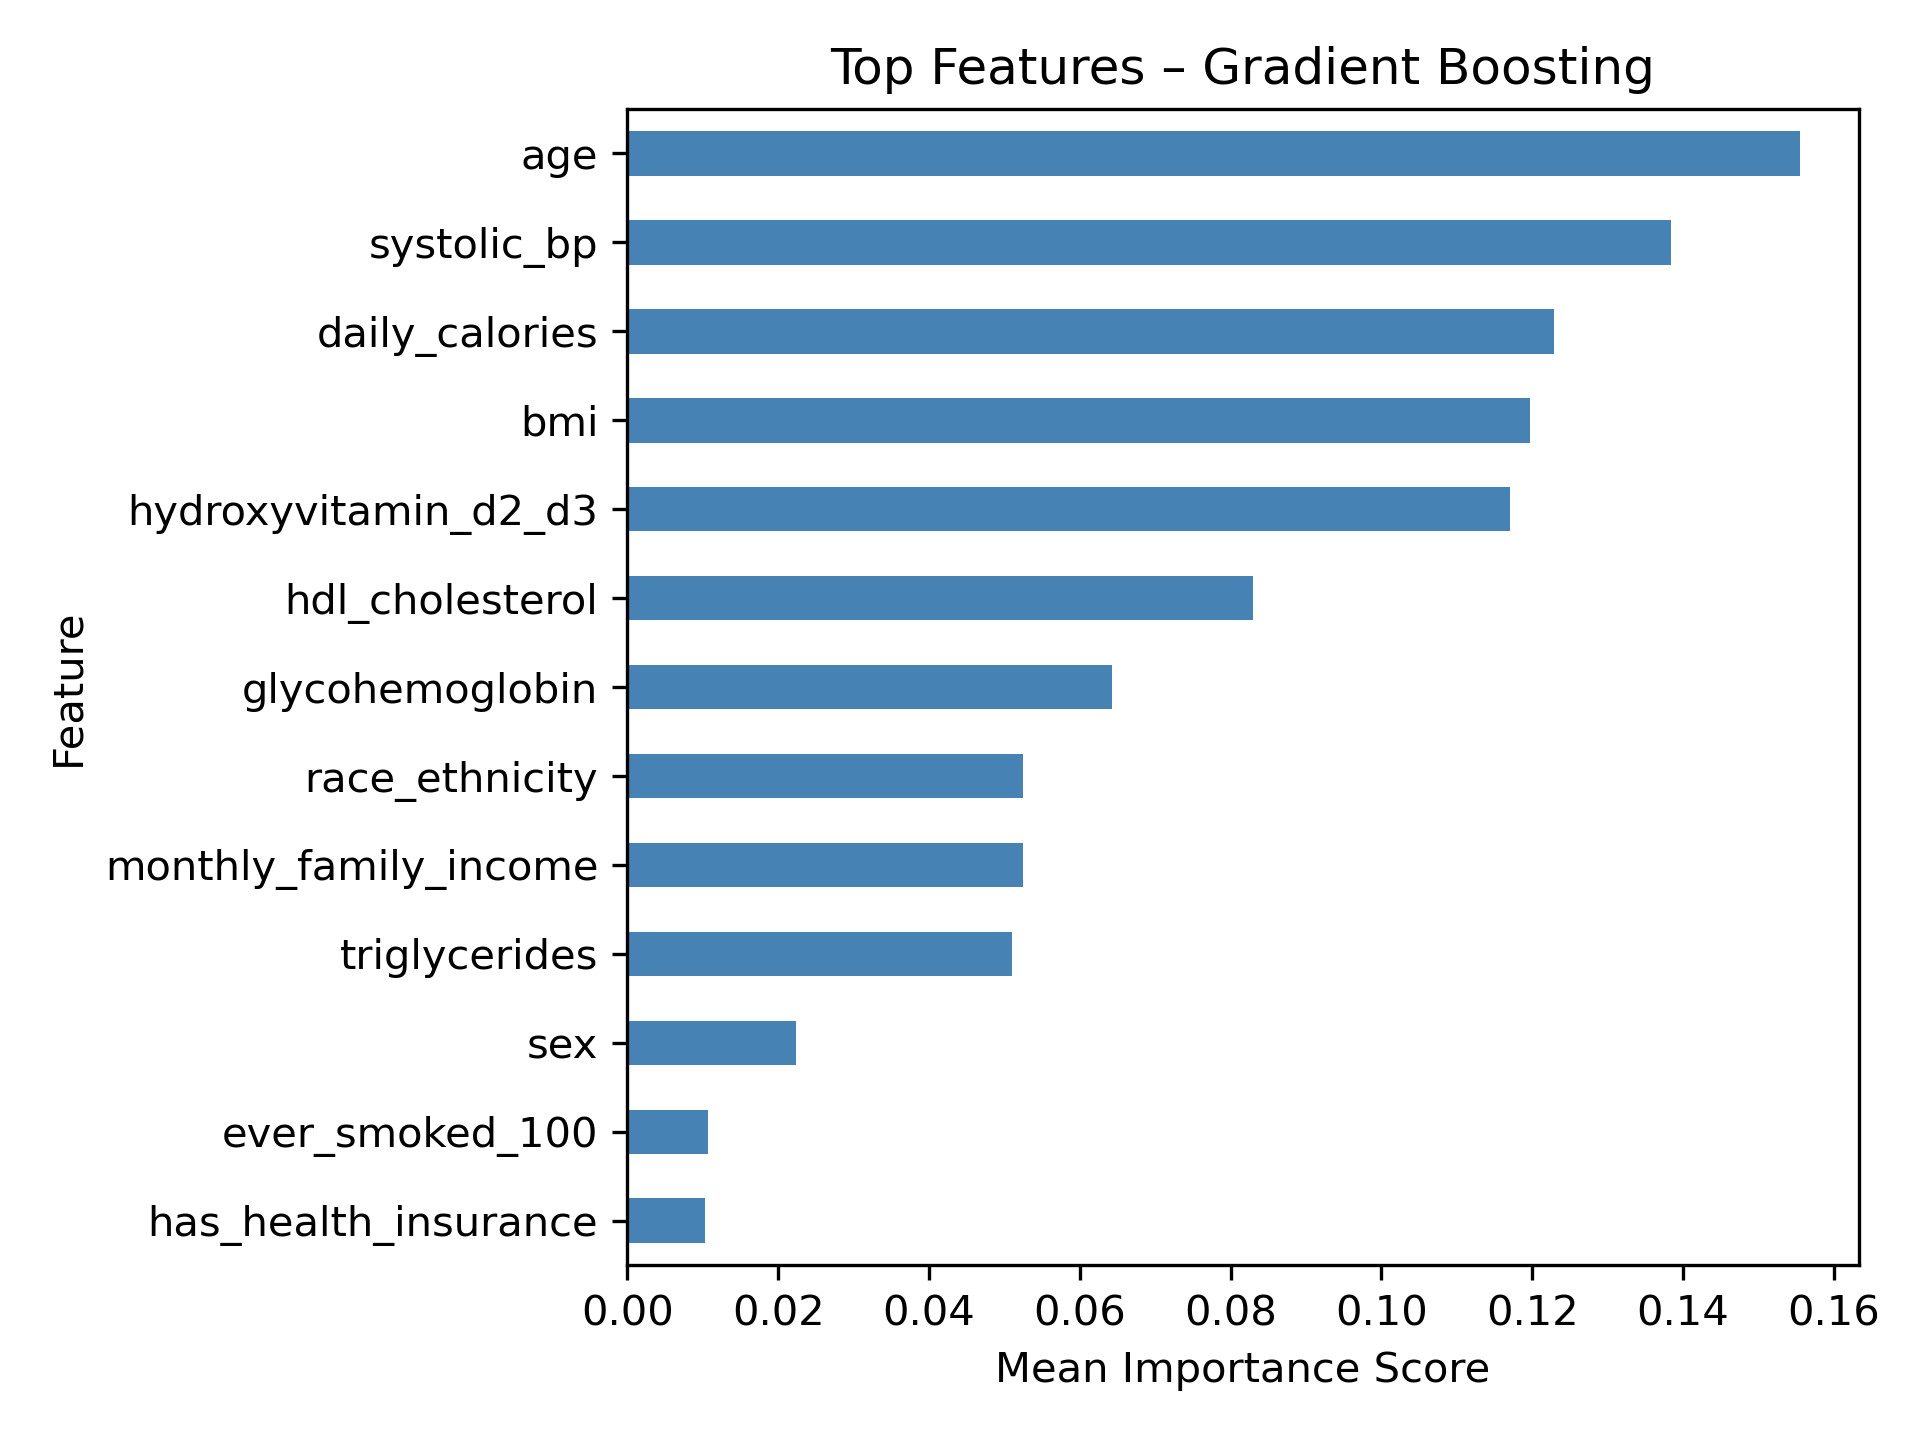 Top Features – Gradient Boosting
age
systolic_bp
daily_calories
bmi
hydroxyvitamin_d2_d3
hdl_cholesterol
glycohemoglobin
race_ethnicity
monthly_family_income
triglycerides
sex
ever_smoked_100
has_health_insurance
Feature
0.00 0.02 0.04 0.06 0.08 0.10 0.12 0.14 0.16
Mean Importance Score